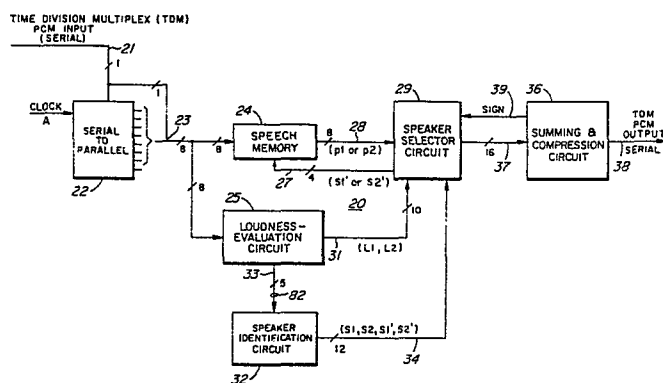 TIME DIVISION MULTIPLEX (TDM)
PCM INPUT
(SERIAL)
21
1
1
CLOCK
A
SERIAL
TO
PARALLEL
22
23
8
8
24
SPEECH
MEMORY
8
28
(p1 or p2)
27
4
(S1' or S2')
20
29
SPEAKER
SELECTOR
CIRCUIT
39
SIGN
16
37
36
SUMMING &
COMPRESSION
CIRCUIT
TDM
PCM
OUTPUT
SERIAL
38
8
25
LOUDNESS-
EVALUATION
CIRCUIT
31
(L1, L2)
10
33
5
82
SPEAKER
IDENTIFICATION
CIRCUIT
32
12
(S1, S2, S1', S2')
34